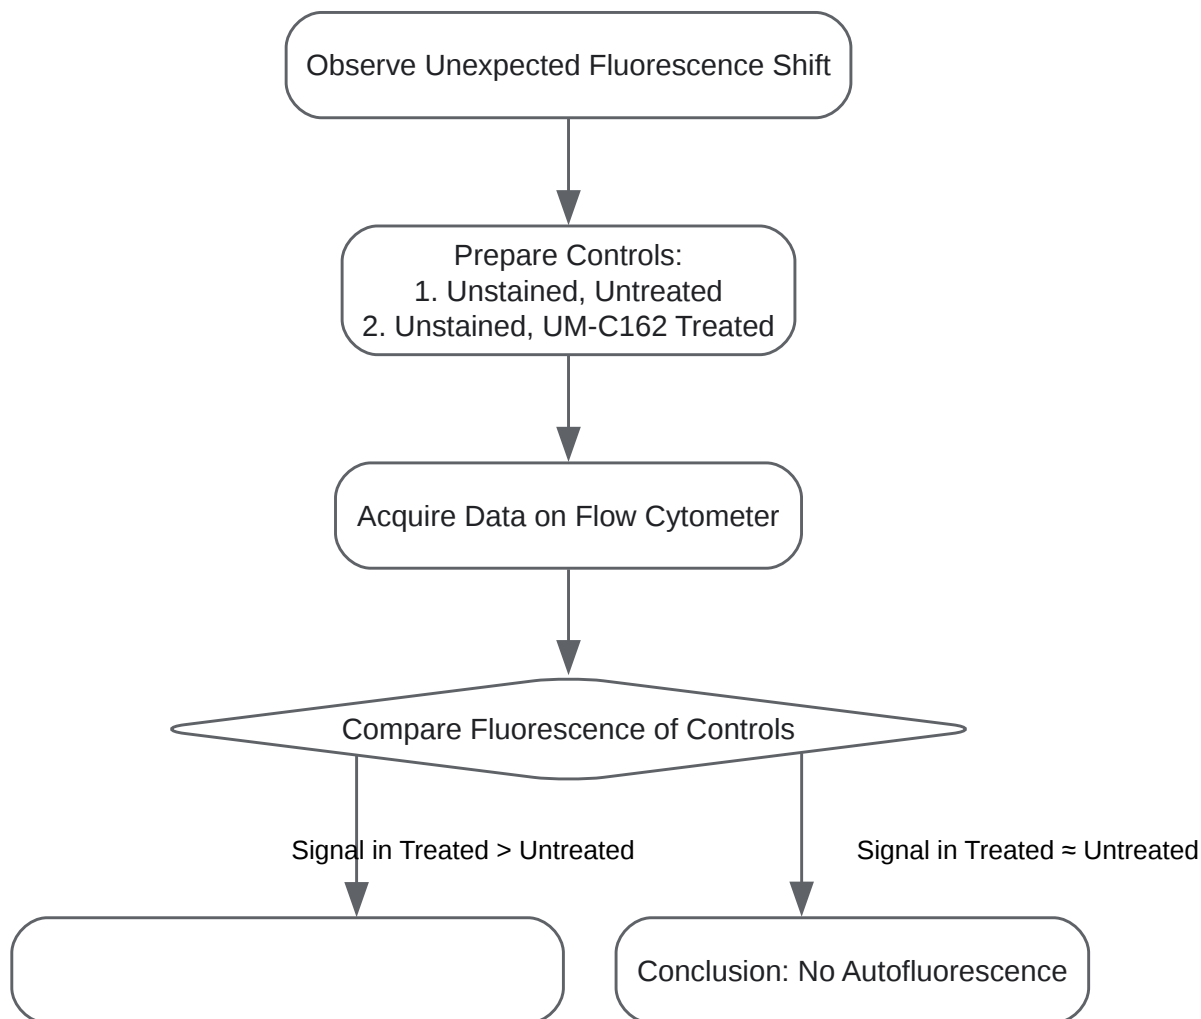 Observe Unexpected Fluorescence Shift
Prepare Controls:
1. Unstained, Untreated
2. Unstained, UM-C162 Treated
Acquire Data on Flow Cytometer
Compare Fluorescence of Controls
Signal in Treated > Untreated
Signal in Treated ≈ Untreated
Conclusion: No Autofluorescence